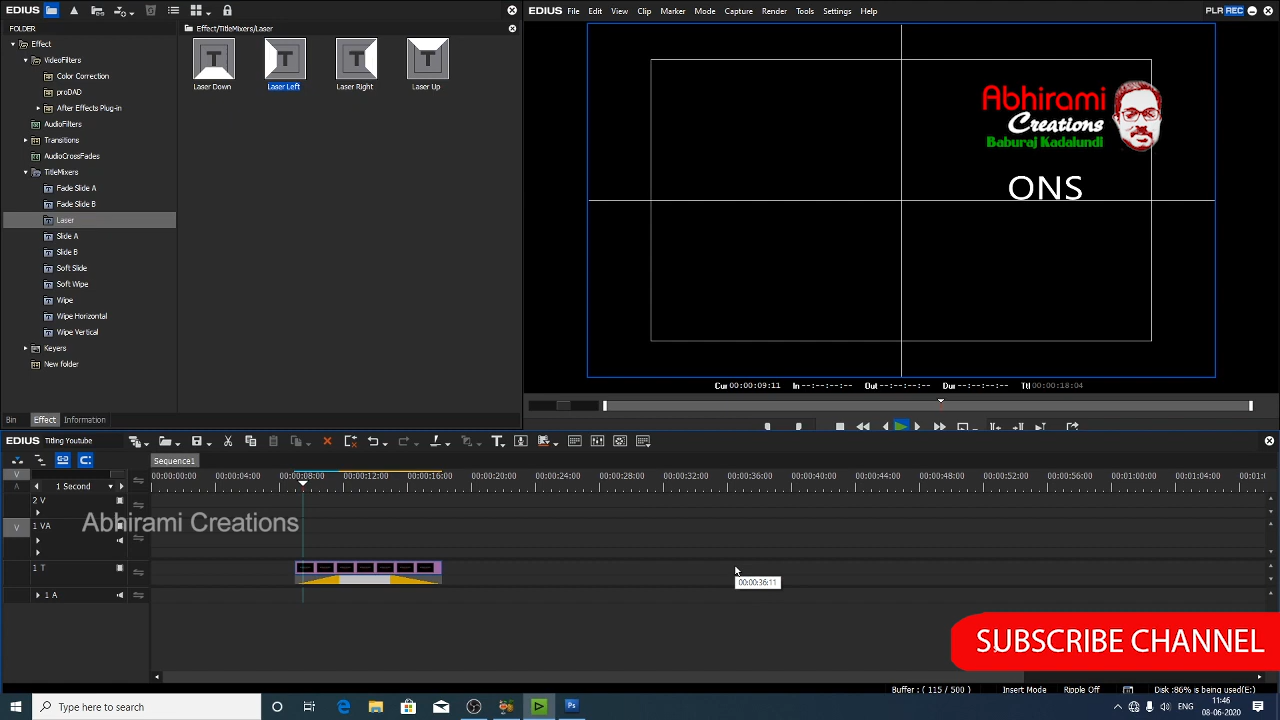 EDIUS
FOLDER
Effect
VideoFilters
Color Correction
proDAD
After Effects Plug-in
AudioFilters
Transitions
AudioCrossFades
TitleMixers
Fade Slide A
Fade Slide B
Laser
Slide A
Slide B
Soft Slide
Soft Wipe
Wipe
Wipe Horizontal
Wipe Vertical
Keyers
New folder
Effect/TitleMixers/Laser
Laser Down
Laser Left
Laser Right
Laser Up
Bin Effect Information
EDIUS File Edit View Clip Marker Mode Capture Render Tools Settings Help PLR REC
Abhirami
Creations
Baburaj Kadalundi
ONS
Cur 00:00:09:11 In --:--:--:-- Out --:--:--:-- Dur --:--:--:-- Ttl 00:00:18:04
EDIUS Titing Youtube
Sequence1
1 Second
00:00:00:00 00:00:04:00 00:00:08:00 00:00:12:00 00:00:16:00 00:00:20:00 00:00:24:00 00:00:28:00 00:00:32:00 00:00:36:00 00:00:40:00 00:00:44:00 00:00:48:00 00:00:52:00 00:00:56:00 00:01:00:00 00:01:04:00
V
A
2 V
V
1 VA
1 T
1 A
Abhirami Creations
00:00:36:11
SUBSCRIBE CHANNEL
Buffer : ( 115 / 500 ) Insert Mode Ripple Off Disk :86% is being used(E:)
Type here to search
Ps
ENG
11:46
08-06-2020